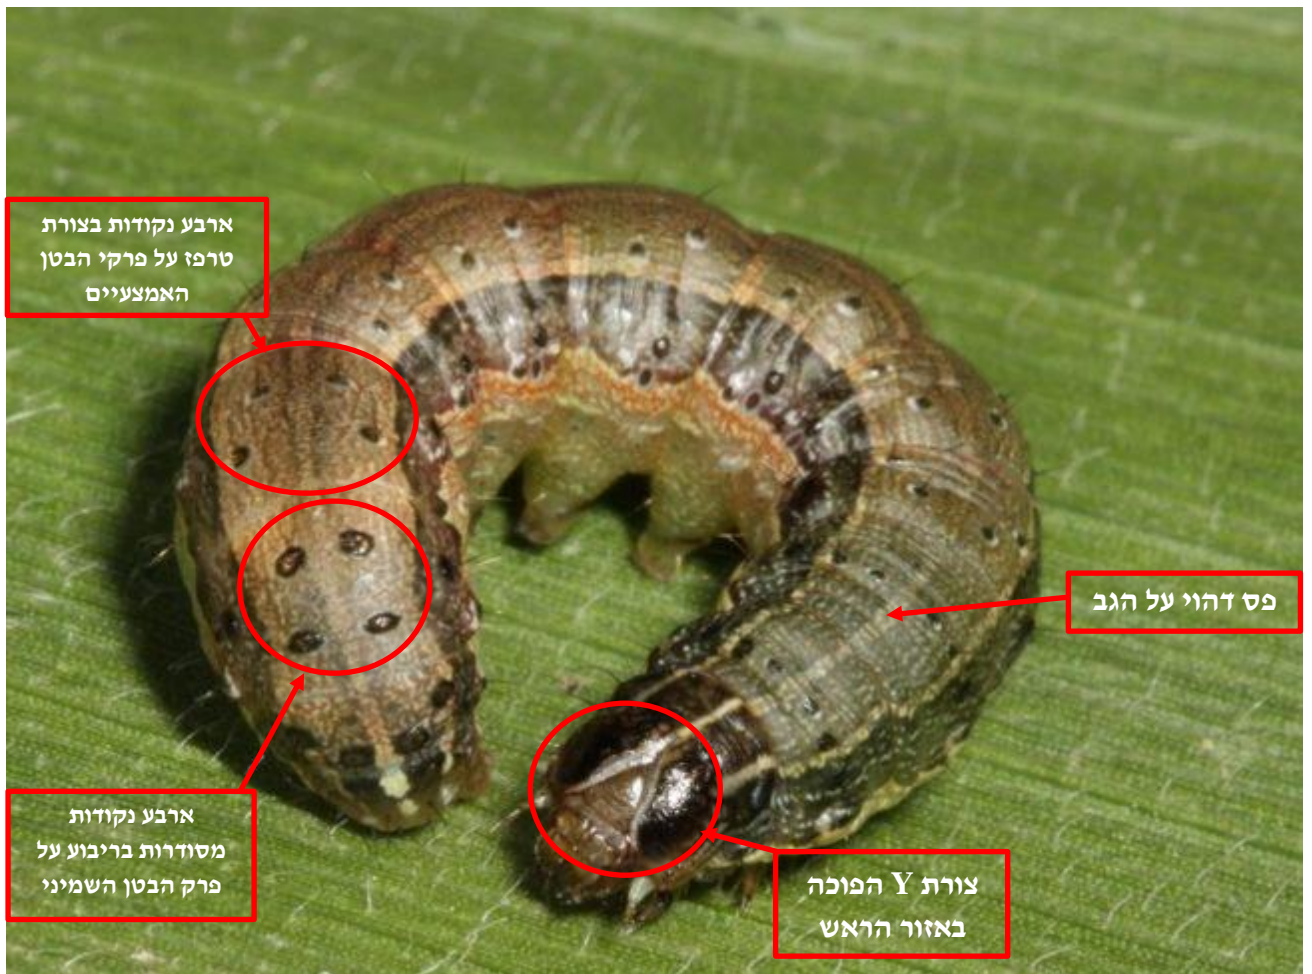 ארבע נקודות בצורת
טרפז על פרקי הבטן
האמצעיים
פס דהוי על הגב
ארבע נקודות
מסודרות בריבוע על
פרק הבטן השמיני
צורת Y הפוכה
באזור הראש